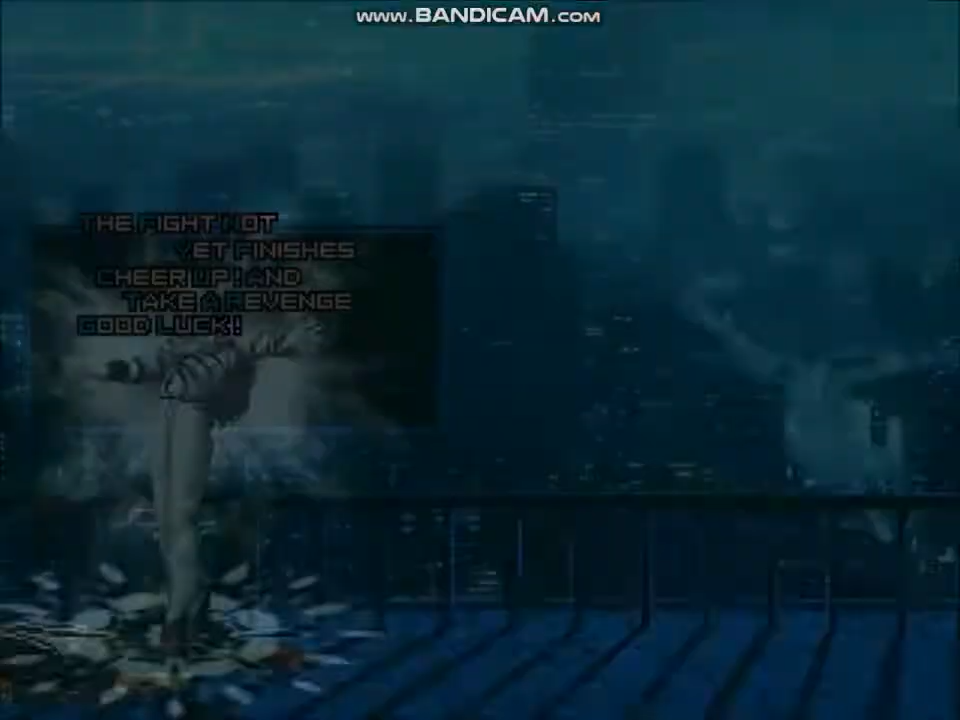 www.BANDICAM.com
THE FIGHT NOT
YET FINISHES
CHEER UP! AND
TAKE A REVENGE
GOOD LUCK!